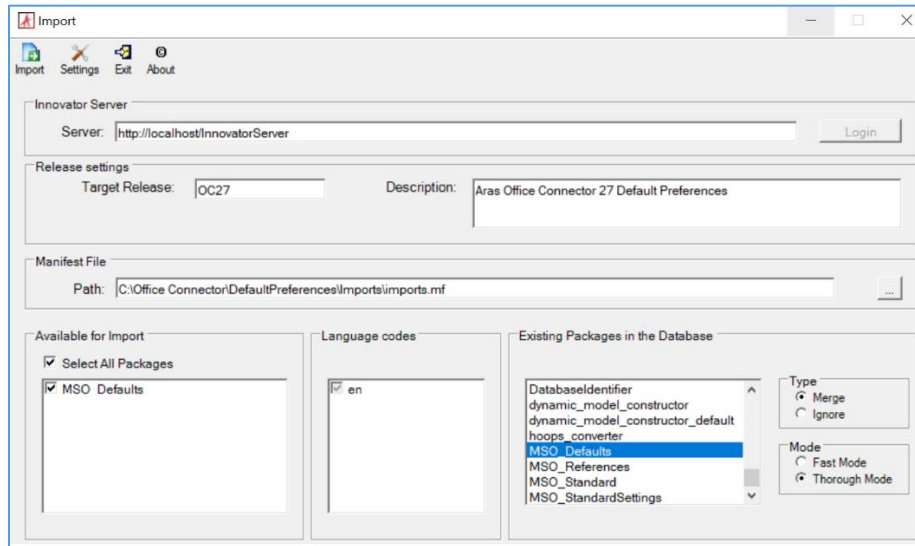 Import
Import Settings Exit About
Innovator Server
Server: http://localhost/InnovatorServer Login
Release settings
Target Release: OC27 Description: Aras Office Connector 27 Default Preferences
Manifest File
Path: C:\Office Connector\DefaultPreferences\Imports\imports.mf ...
Available for Import
Select All Packages
MSO_Defaults
Language codes
en
Existing Packages in the Database
DatabaseIdentifier
dynamic_model_constructor
dynamic_model_constructor_default
hoops_converter
MSO_Defaults
MSO_References
MSO_Standard
MSO_StandardSettings
Type
Merge
Ignore
Mode
Fast Mode
Thorough Mode